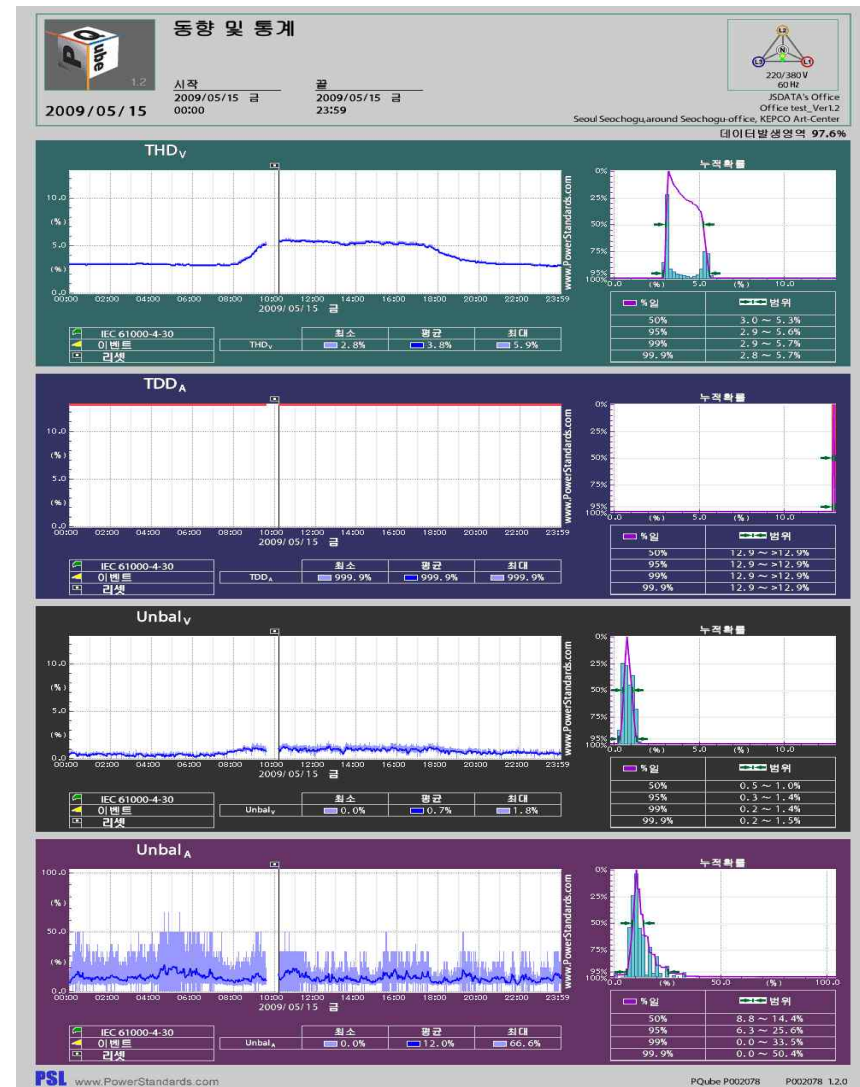 PQube
1.2
동향 및 통계
시작
끝
2009/05/15 금
2009/05/15 금
2009/05/15
00:00
23:59
L2
N
L3
L1
220/380V
60 Hz
JSDATA's Office
Office test_Ver1.2
Seoul Seochogu,around Seochogu-office, KEPCO Art-Center
데이터발생영역 97.6%
THDV
누적확률
10.0
(%)
5.0
(%)
0.0
00:00 02:00 04:00 06:00 08:00 10:00 12:00 14:00 16:00 18:00 20:00 22:00 23:59
2009/05/15 금
www.PowerStandards.com
0%
25%
50%
75%
95%
100%
0.0 (%) 5.0 (%) 10.0
IEC 61000-4-30
이벤트
리셋
최소 평균 최대
THDV 2.8% 3.8% 5.9%
%일 범위
50% 3.0 ~ 5.3%
95% 2.9 ~ 5.6%
99% 2.9 ~ 5.7%
99.9% 2.8 ~ 5.7%
TDDA
누적확률
10.0
(%)
5.0
(%)
0.0
00:00 02:00 04:00 06:00 08:00 10:00 12:00 14:00 16:00 18:00 20:00 22:00 23:59
2009/05/15 금
www.PowerStandards.com
0%
25%
50%
75%
95%
100%
0.0 (%) 5.0 (%) 10.0
IEC 61000-4-30
이벤트
리셋
최소 평균 최대
TDDA 999.9% 999.9% 999.9%
%일 범위
50% 12.9 ~ >12.9%
95% 12.9 ~ >12.9%
99% 12.9 ~ >12.9%
99.9% 12.9 ~ >12.9%
UnbalV
누적확률
10.0
(%)
5.0
(%)
0.0
00:00 02:00 04:00 06:00 08:00 10:00 12:00 14:00 16:00 18:00 20:00 22:00 23:59
2009/05/15 금
www.PowerStandards.com
0%
25%
50%
75%
95%
100%
0.0 (%) 5.0 (%) 10.0
IEC 61000-4-30
이벤트
리셋
최소 평균 최대
Unbalv 0.0% 0.7% 1.8%
%일 범위
50% 0.5 ~ 1.0%
95% 0.3 ~ 1.4%
99% 0.2 ~ 1.4%
99.9% 0.2 ~ 1.5%
UnbalA
누적확률
100.0
(%)
50.0
(%)
0.0
00:00 02:00 04:00 06:00 08:00 10:00 12:00 14:00 16:00 18:00 20:00 22:00 23:59
2009/05/15 금
www.PowerStandards.com
0%
25%
50%
75%
95%
100%
0.0 (%) 50.0 (%) 100.0
IEC 61000-4-30
이벤트
리셋
최소 평균 최대
UnbalA 0.0% 12.0% 66.6%
%일 범위
50% 8.8 ~ 14.4%
95% 6.3 ~ 25.6%
99% 0.0 ~ 33.5%
99.9% 0.0 ~ 50.4%
PSL www.PowerStandards.com
PQube P002078 P002078 1.2.0